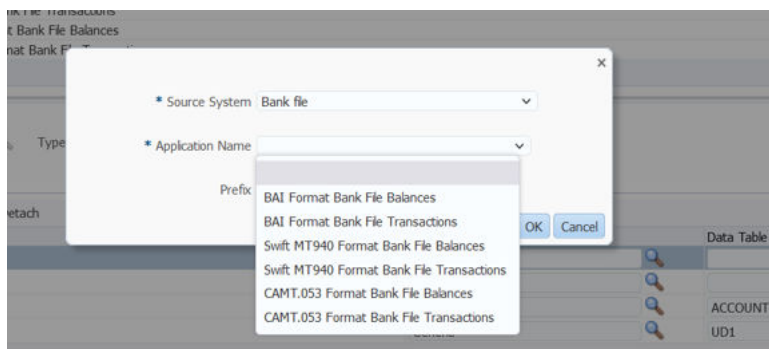 t Bank File Balances
* Source System Bank file
Type
* Application Name
Prefix
BAI Format Bank File Balances
BAI Format Bank File Transactions
Swift MT940 Format Bank File Balances
Swift MT940 Format Bank File Transactions
CAMT.053 Format Bank File Balances
CAMT.053 Format Bank File Transactions
OK Cancel
etach
Data Table
ACCOUNT
UD1